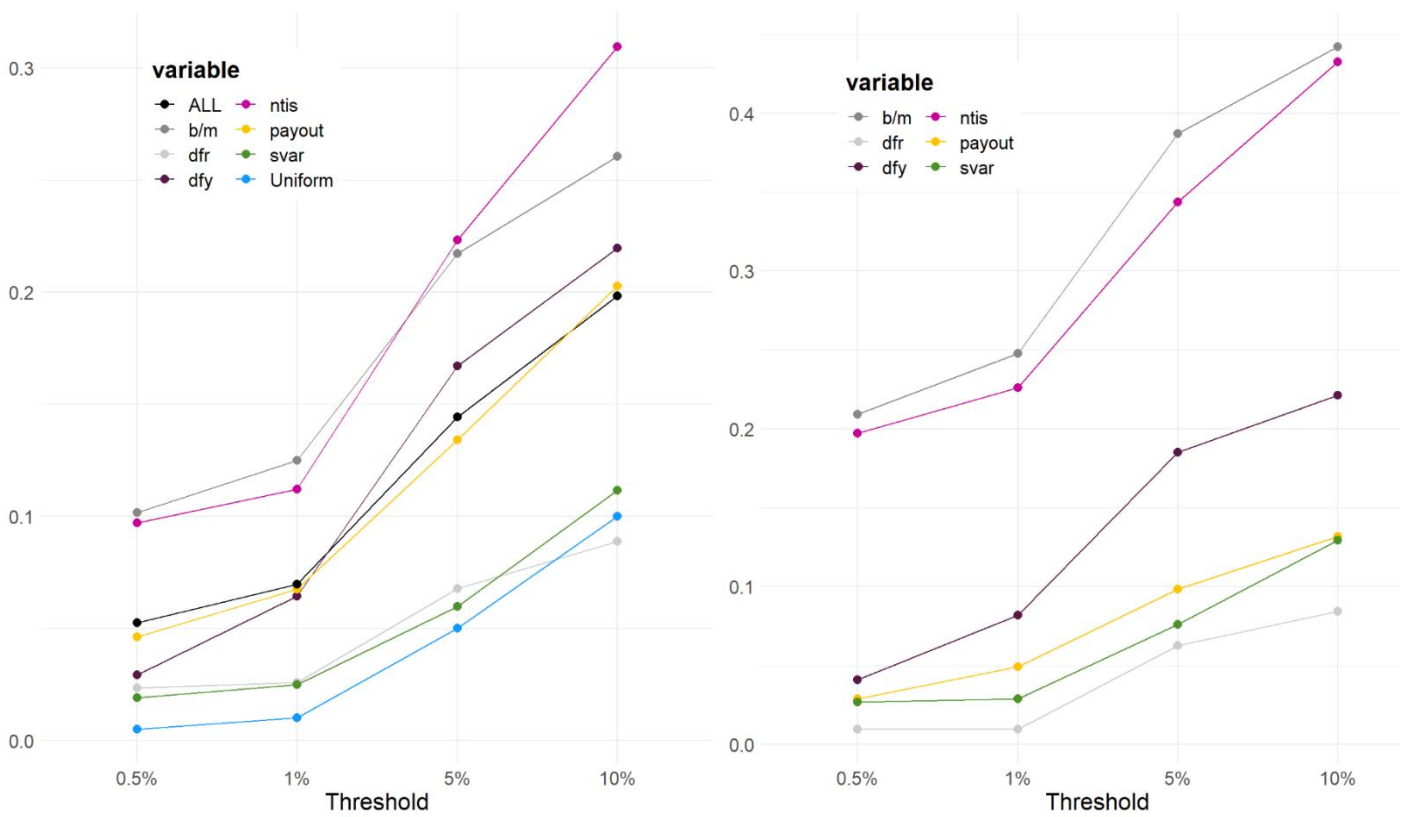 0.3
0.2
0.1
0.0
variable
ALL ntis
b/m payout
dfr svar
dfy Uniform
0.5% 1% 5% 10%
Threshold
0.4
0.3
0.2
0.1
0.0
variable
b/m ntis
dfr payout
dfy svar
0.5% 1% 5% 10%
Threshold